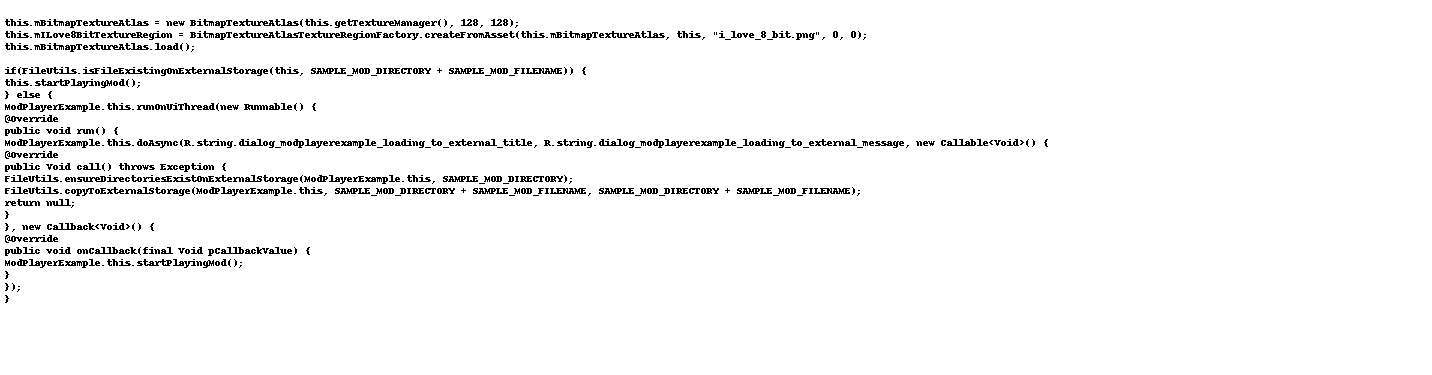 this.mBitmapTextureAtlas = new BitmapTextureAtlas(this.getTextureManager(), 128, 128);
this.mILove8BitTextureRegion = BitmapTextureAtlasTextureRegionFactory.createFromAsset(this.mBitmapTextureAtlas, this, "i_love_8_bit.png", 0, 0);
this.mBitmapTextureAtlas.load();

if(FileUtils.isFileExistingOnExternalStorage(this, SAMPLE_MOD_DIRECTORY + SAMPLE_MOD_FILENAME)) {
this.startPlayingMod();
} else {
ModPlayerExample.this.runOnUiThread(new Runnable() {
@Override
public void run() {
ModPlayerExample.this.doAsync(R.string.dialog_modplayerexample_loading_to_external_title, R.string.dialog_modplayerexample_loading_to_external_message, new Callable<Void>() {
@Override
public Void call() throws Exception {
FileUtils.ensureDirectoriesExistOnExternalStorage(ModPlayerExample.this, SAMPLE_MOD_DIRECTORY);
FileUtils.copyToExternalStorage(ModPlayerExample.this, SAMPLE_MOD_DIRECTORY + SAMPLE_MOD_FILENAME, SAMPLE_MOD_DIRECTORY + SAMPLE_MOD_FILENAME);
return null;
}
}, new Callback<Void>() {
@Override
public void onCallback(final Void pCallbackValue) {
ModPlayerExample.this.startPlayingMod();
}
});
}